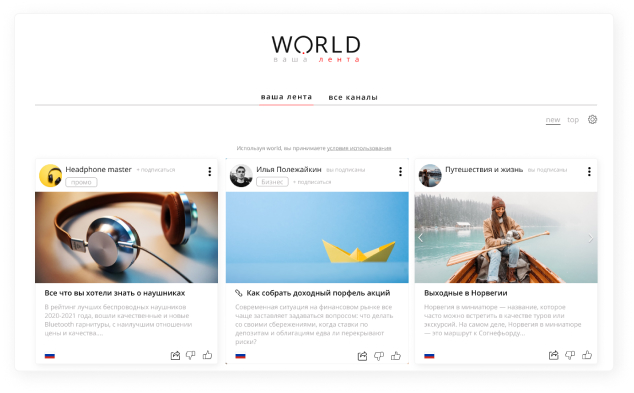 WORLD
ваша лента
ваша лента все каналы
new top
Используя world, вы принимаете условия использования
Headphone master + подписаться
промо
Все что вы хотели знать о наушниках
В рейтинг лучших беспроводных наушников
2020-2021 года, вошли качественные и новые
Bluetooth гарнитуры, с наилучшим отношении
цены и качества....
Илья Полежайкин вы подписаны
Бизнес + подписаться
Как собрать доходный порфель акций
Современная ситуация на финансовом рынке все
чаще заставляет задаваться вопросом: что делать
со своими сбережениями, когда ставки по
депозитам и облигациям едва ли перекрывают
риски?
Путешествия и жизнь вы подписаны
Выходные в Норвегии
Норвегия в миниатюре — название, которое
часто можно встретить в качестве туров или
экскурсий. На самом деле, Норвегия в миниатюре
— это маршрут к Согнефьорду...